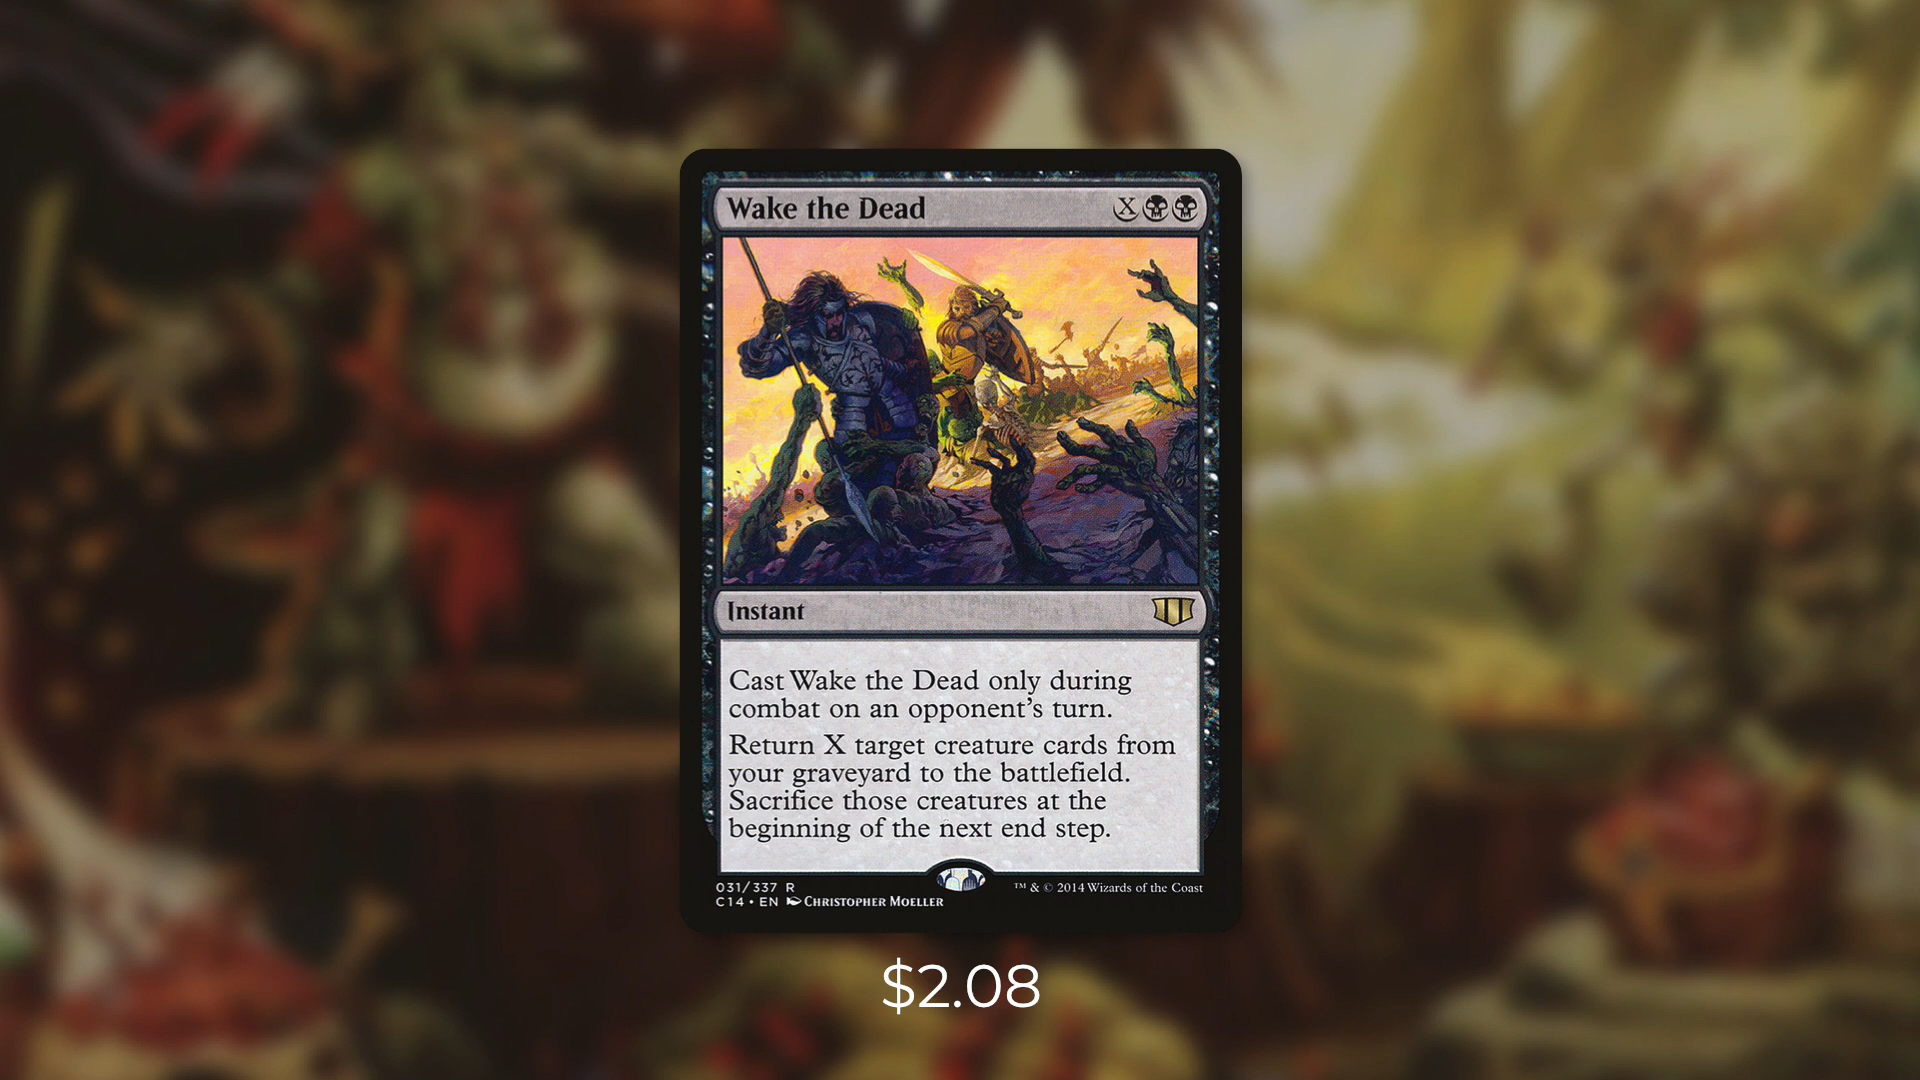 Wake the Dead X
Instant
Cast Wake the Dead only during
combat on an opponent's turn.
Return X target creature cards from
your graveyard to the battlefield.
Sacrifice those creatures at the
beginning of the next end step.
031/337 R
C14 • EN Christopher Moeller
™ & © 2014 Wizards of the Coast
$2.08